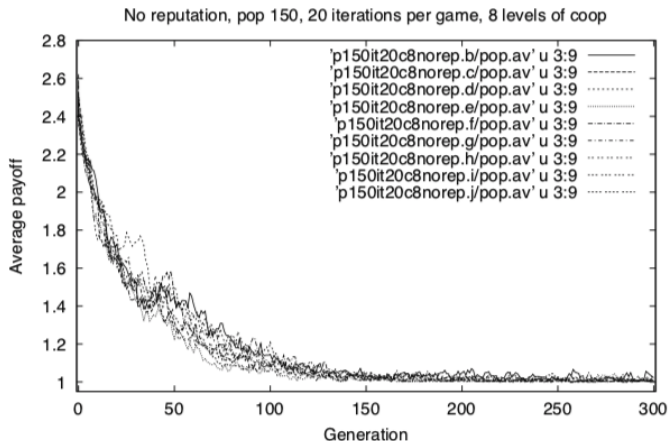 No reputation, pop 150, 20 iterations per game, 8 levels of coop
2.8
2.6
2.4
2.2
2
1.8
1.6
1.4
1.2
1
Average payoff
'p150it20c8norep.b/pop.av' u 3:9
'p150it20c8norep.c/pop.av' u 3:9
'p150it20c8norep.d/pop.av' u 3:9
'p150it20c8norep.e/pop.av' u 3:9
'p150it20c8norep.f/pop.av' u 3:9
'p150it20c8norep.g/pop.av' u 3:9
'p150it20c8norep.h/pop.av' u 3:9
'p150it20c8norep.i/pop.av' u 3:9
'p150it20c8norep.j/pop.av' u 3:9
0 50 100 150 200 250 300
Generation